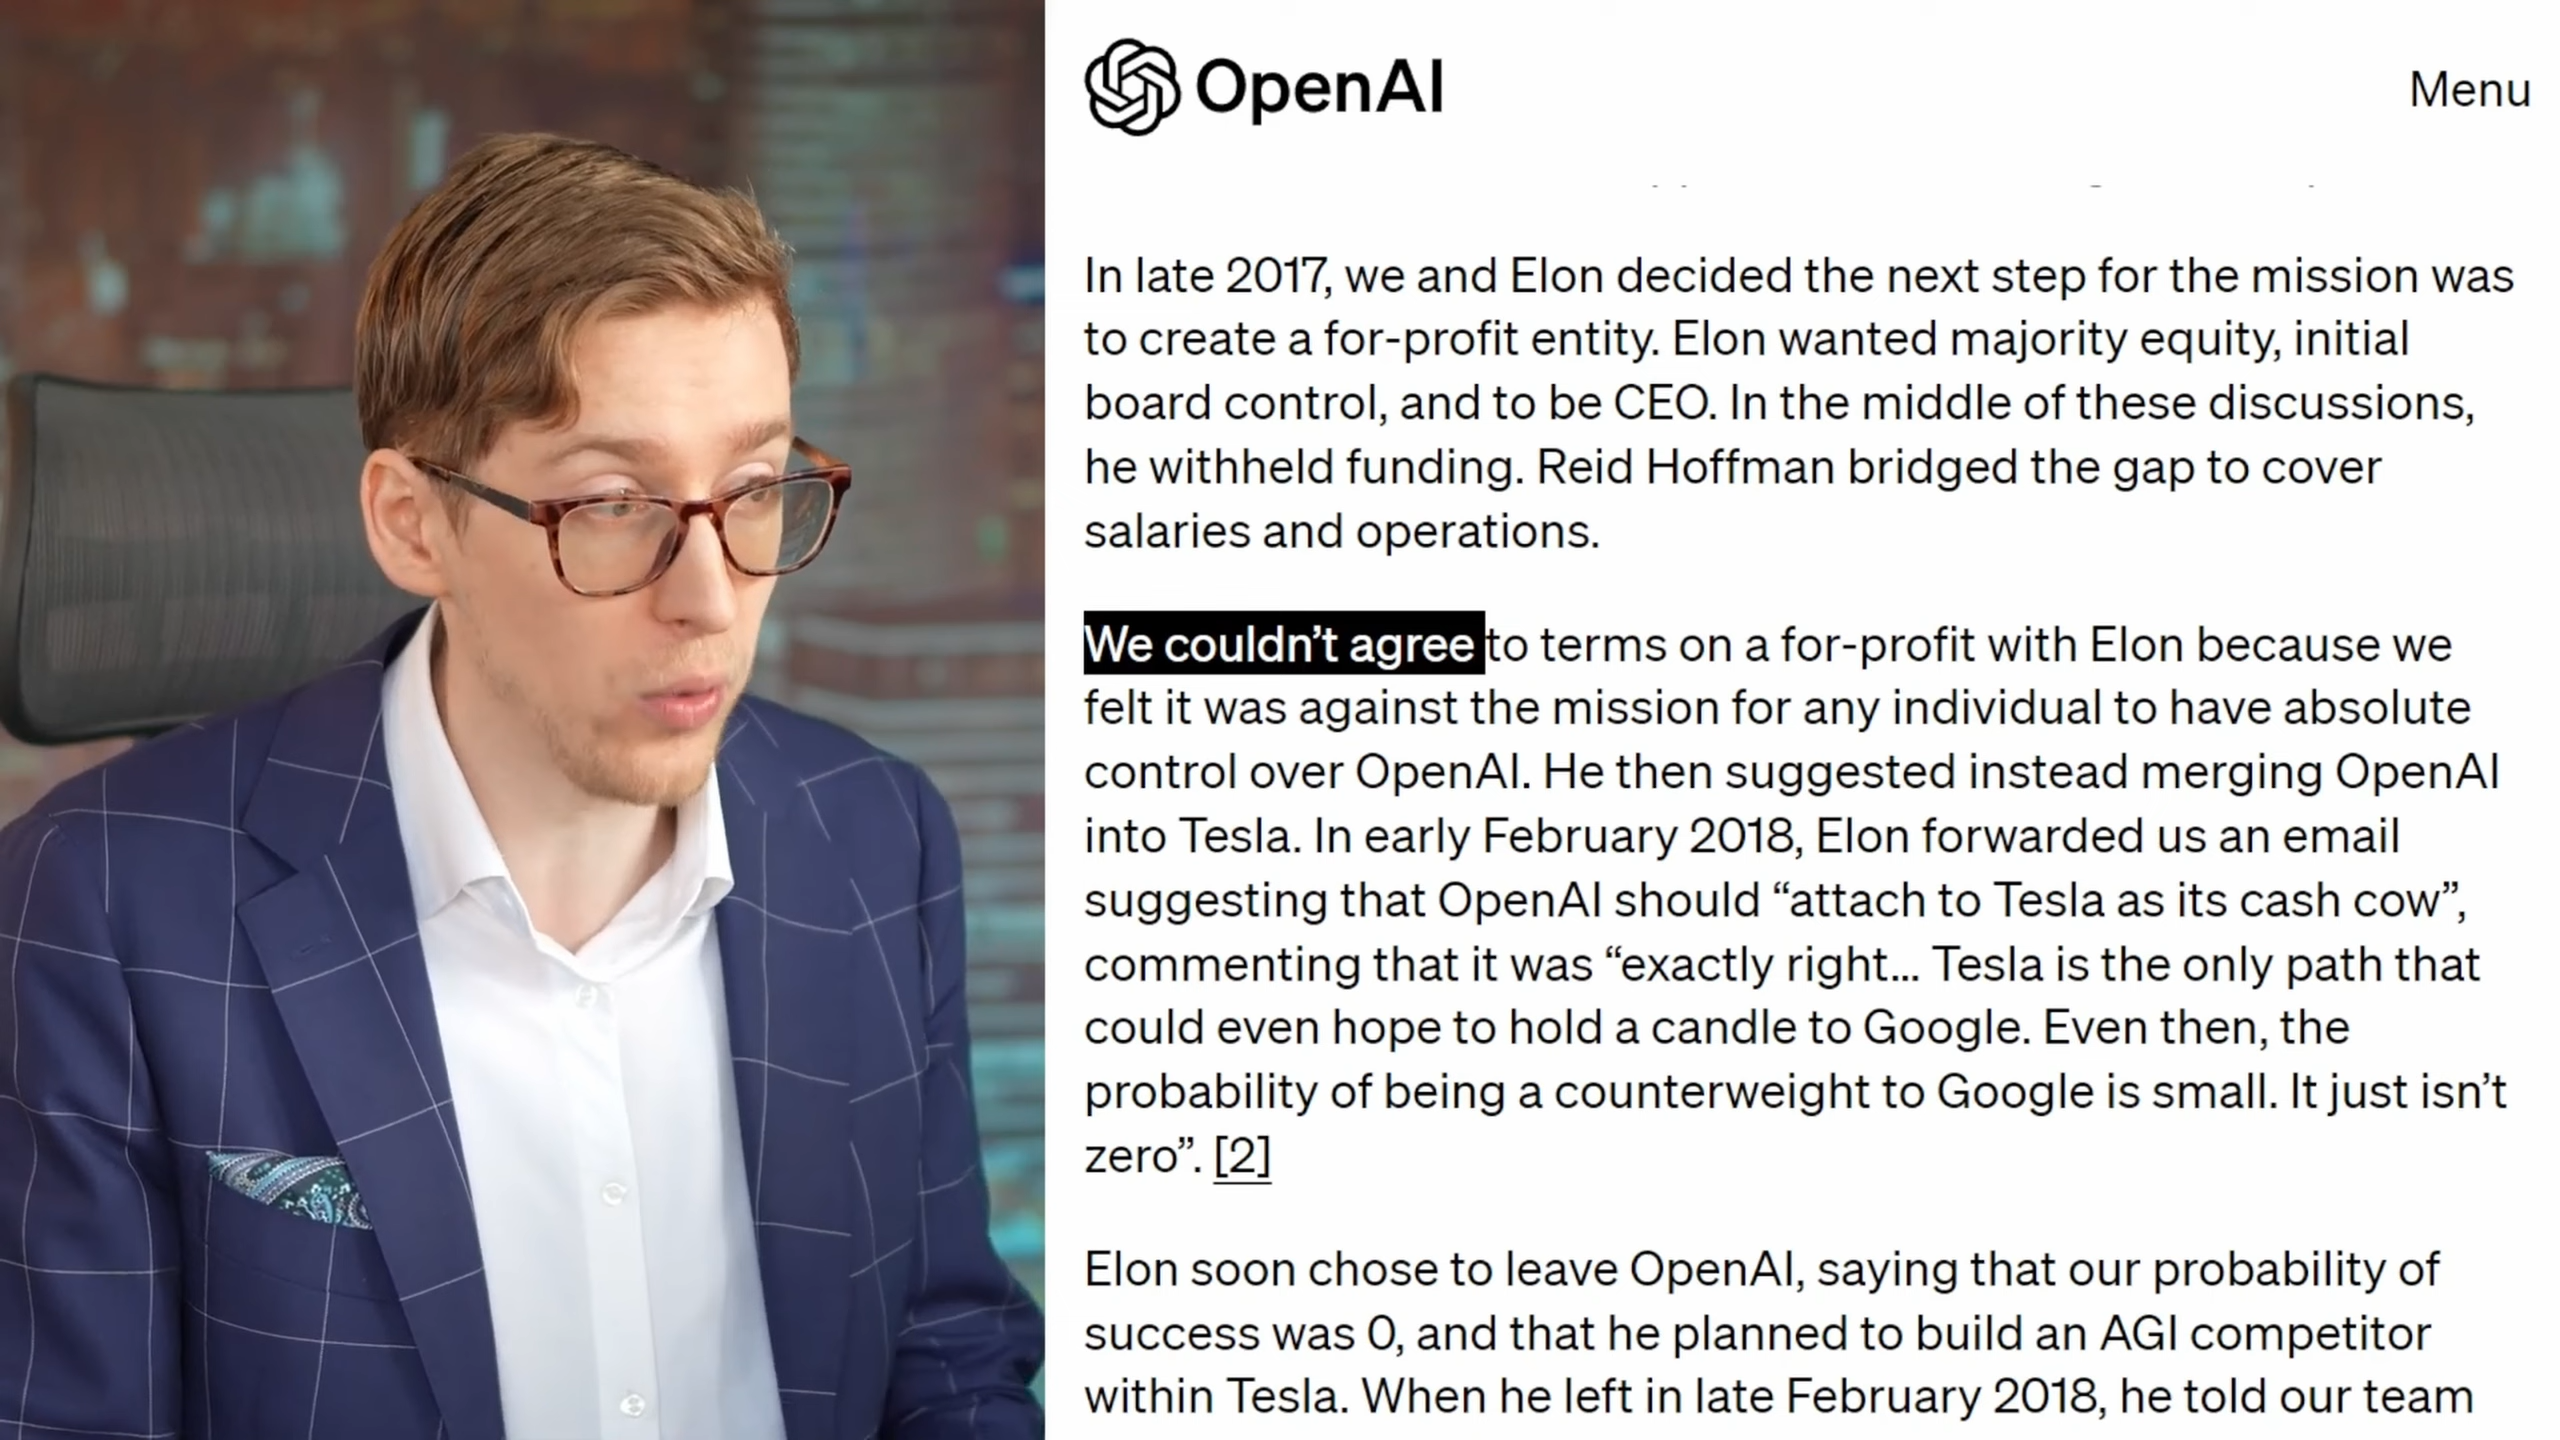 OpenAI
Menu
In late 2017, we and Elon decided the next step for the mission was
to create a for-profit entity. Elon wanted majority equity, initial
board control, and to be CEO. In the middle of these discussions,
he withheld funding. Reid Hoffman bridged the gap to cover
salaries and operations.
We couldn’t agree to terms on a for-profit with Elon because we
felt it was against the mission for any individual to have absolute
control over OpenAI. He then suggested instead merging OpenAI
into Tesla. In early February 2018, Elon forwarded us an email
suggesting that OpenAI should “attach to Tesla as its cash cow”,
commenting that it was “exactly right… Tesla is the only path that
could even hope to hold a candle to Google. Even then, the
probability of being a counterweight to Google is small. It just isn’t
zero”. [2]
Elon soon chose to leave OpenAI, saying that our probability of
success was 0, and that he planned to build an AGI competitor
within Tesla. When he left in late February 2018, he told our team